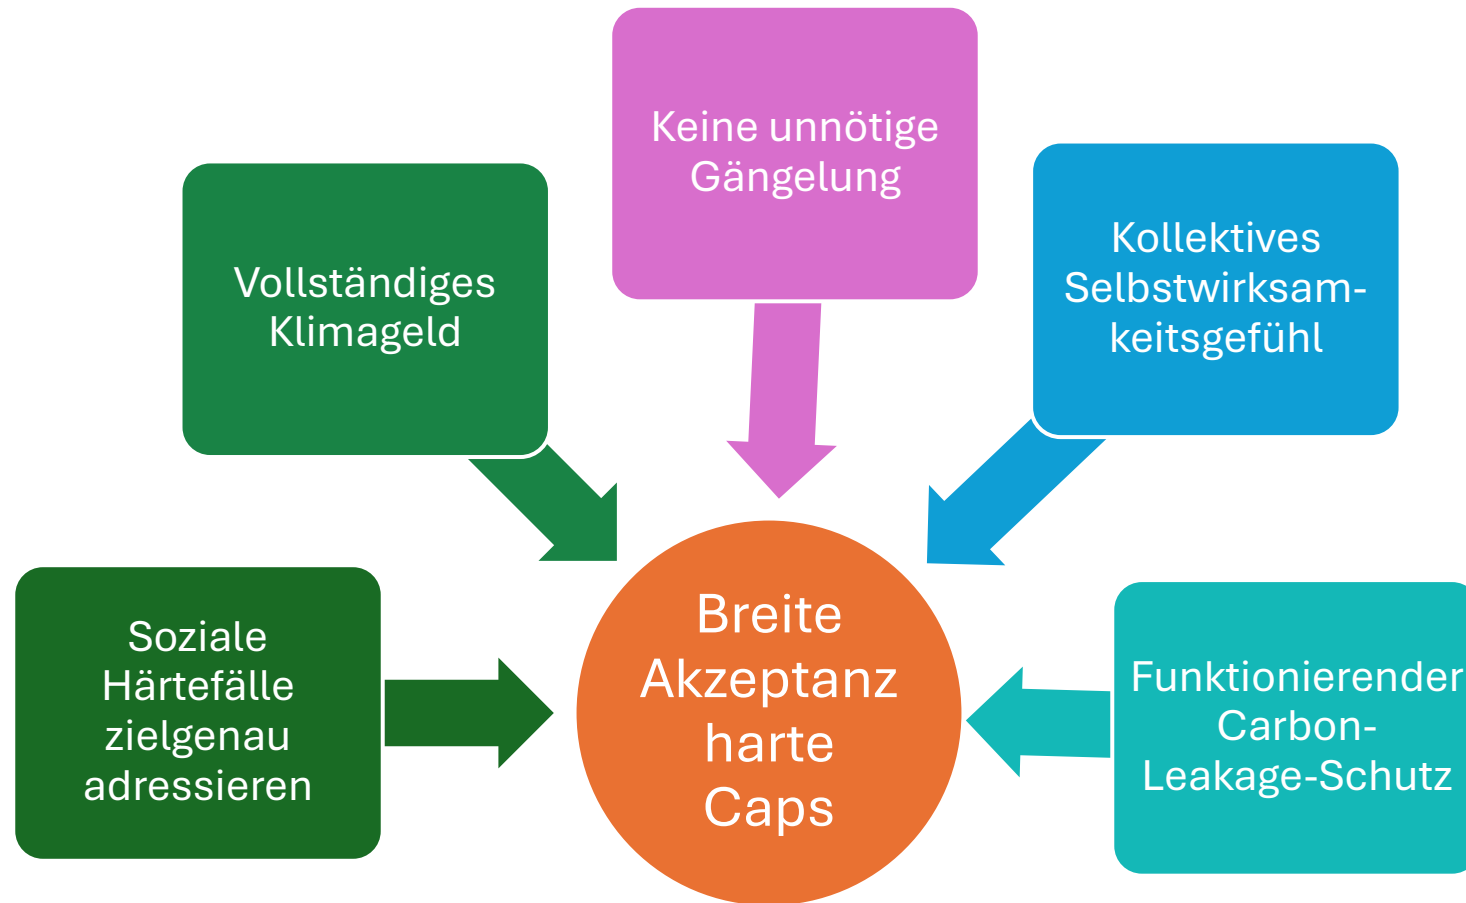 Keine unnötige
Gängelung
Vollständiges
Klimageld
Kollektives
Selbstwirksam-
keitsgefühl
Soziale
Härtefälle
zielgenau
adressieren
Breite
Akzeptanz
harte
Caps
Funktionierender
Carbon-
Leakage-Schutz